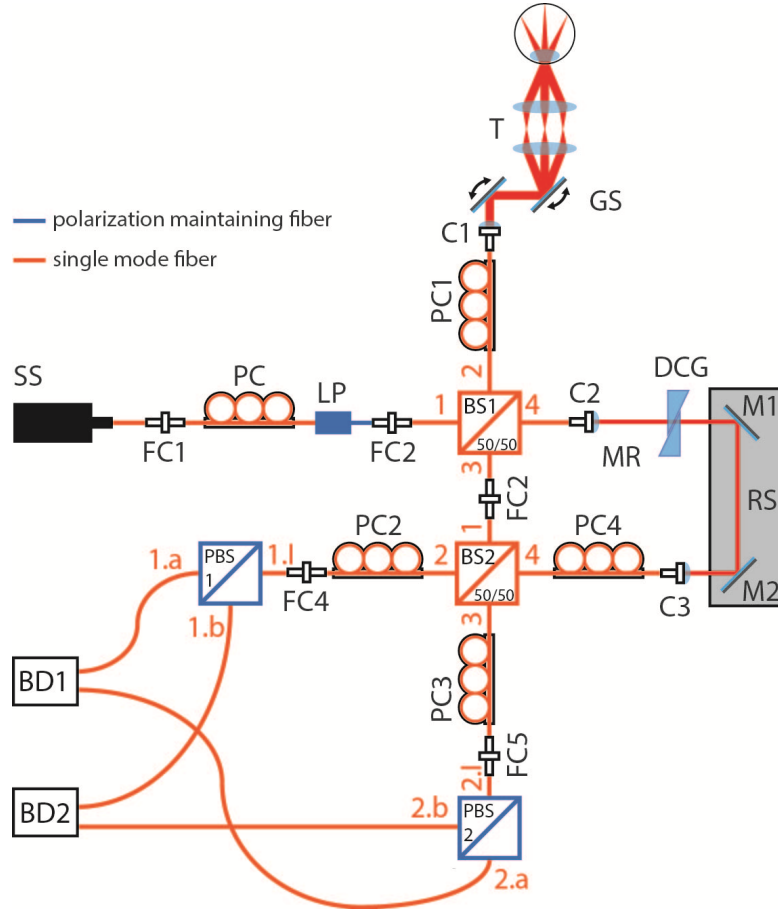 T
GS
polarization maintaining fiber
single mode fiber
C1
PC1
SS
PC
LP
FC1
FC2
1
2
BS1
50/50
3
4
C2
MR
DCG
M1
RS
M2
FC2
1.a
PBS
1
1.I
1.b
FC4
PC2
1
2
BS2
50/50
3
4
PC4
C3
BD1
PC3
FC5
BD2
2.I
2.b
PBS
2
2.a